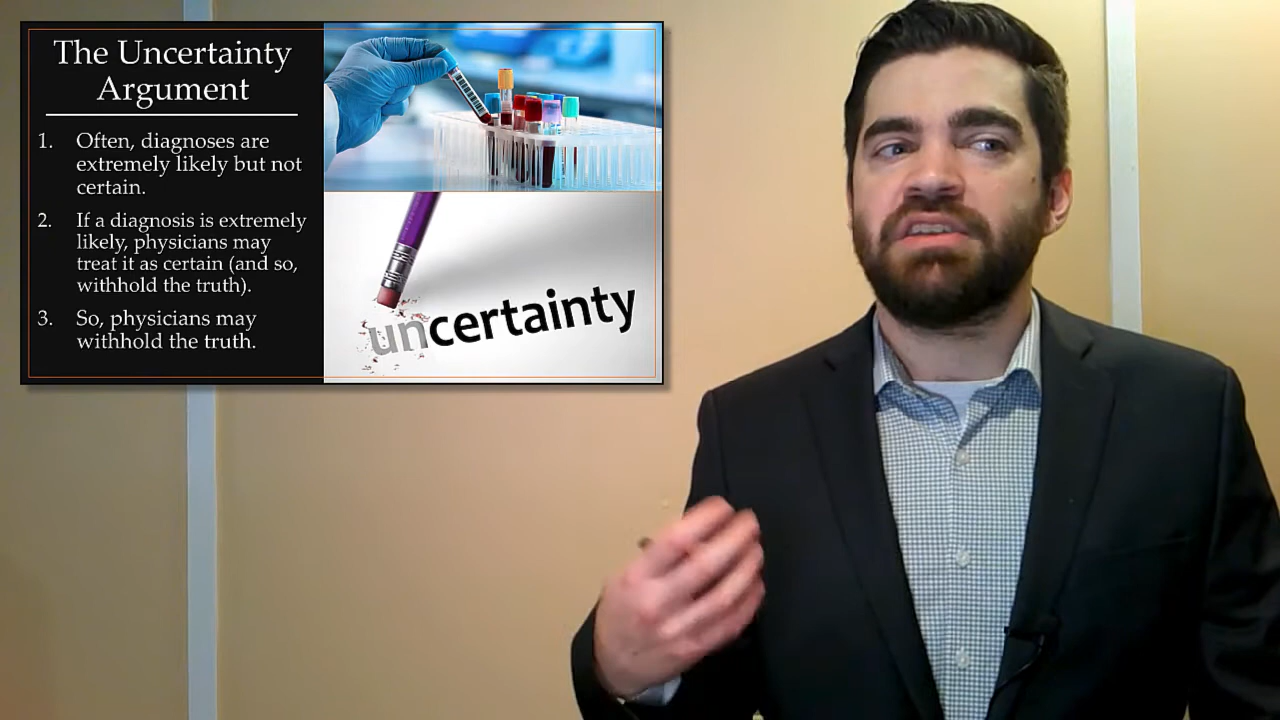 The Uncertainty
Argument
1. Often, diagnoses are
extremely likely but not
certain.
2. If a diagnosis is extremely
likely, physicians may
treat it as certain (and so,
withhold the truth).
3. So, physicians may
withhold the truth.
uncertainty